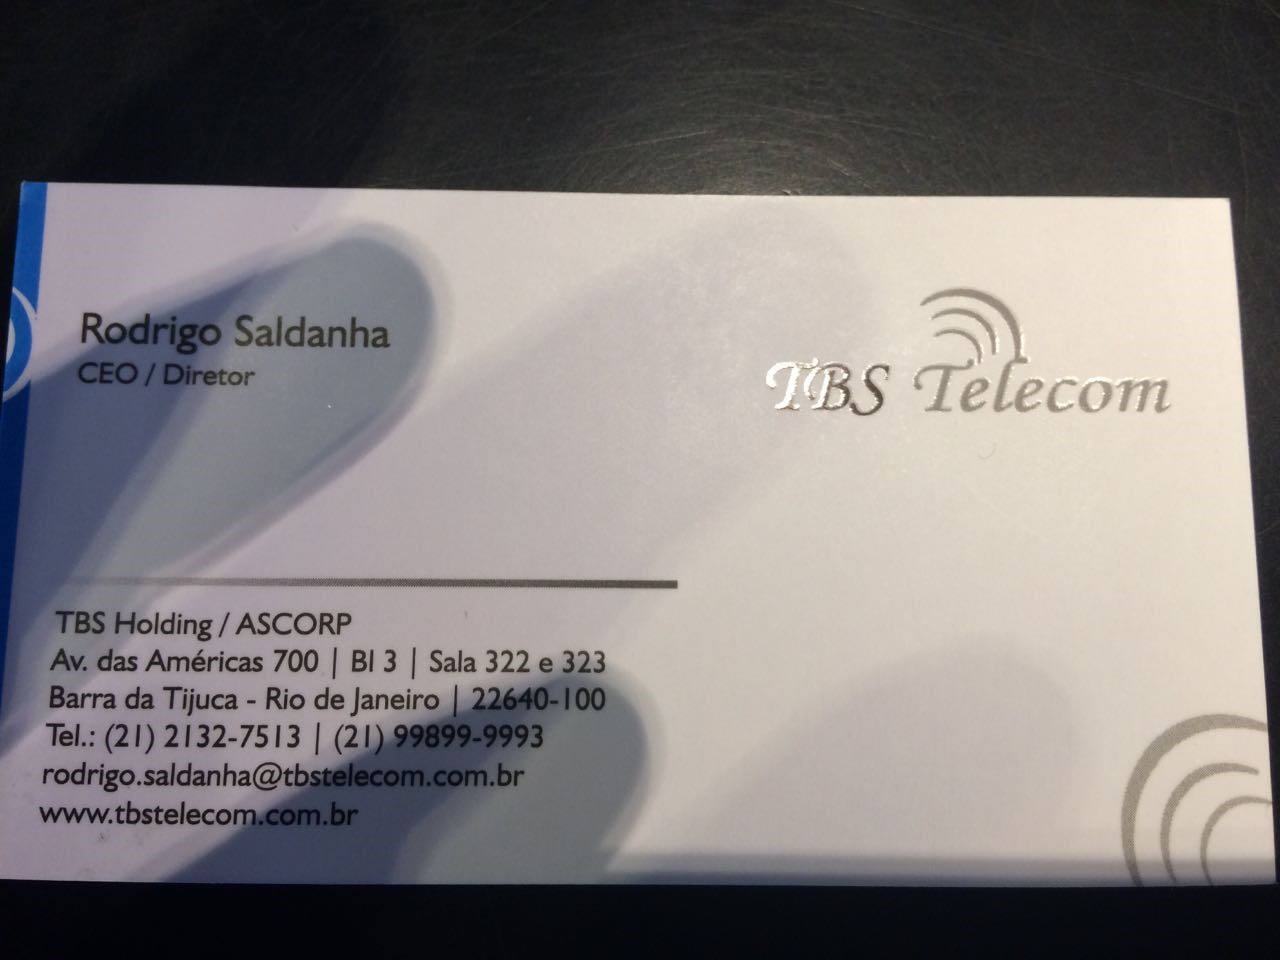 Rodrigo Saldanha
CEO / Diretor
TBS Telecom
TBS Holding / ASCORP
Av. das Américas 700 | Bl 3 | Sala 322 e 323
Barra da Tijuca - Rio de Janeiro | 22640-100
Tel.: (21) 2132-7513 | (21) 99899-9993
rodrigo.saldanha@tbstelecom.com.br
www.tbstelecom.com.br